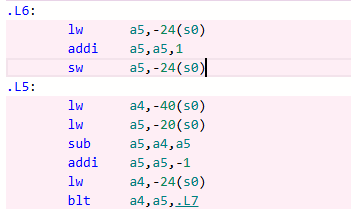 .L6:
lw a5,-24(s0)
addi a5,a5,1
sw a5,-24(s0)
.L5:
lw a4,-40(s0)
lw a5,-20(s0)
sub a5,a4,a5
addi a5,a5,-1
lw a4,-24(s0)
blt a4,a5,.L7